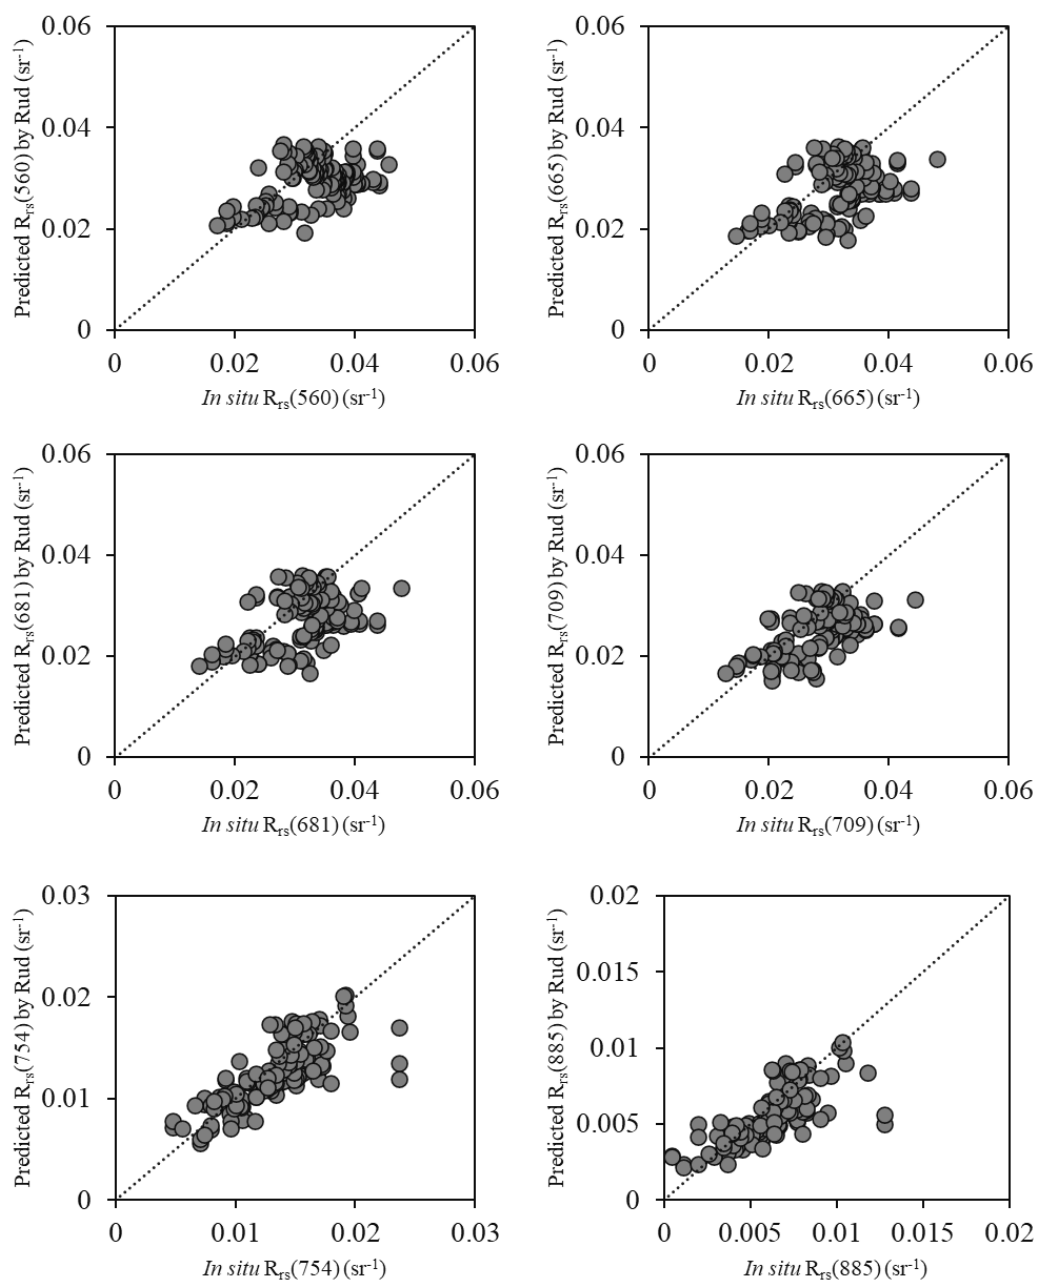 Predicted Rrs(560) by Rud (sr-1)
0.06
0.04
0.02
0
0 0.02 0.04 0.06
In situ Rrs(560) (sr-1)
Predicted Rrs(665) by Rud (sr-1)
0.06
0.04
0.02
0
0 0.02 0.04 0.06
In situ Rrs(665) (sr-1)
Predicted Rrs(681) by Rud (sr-1)
0.06
0.04
0.02
0
0 0.02 0.04 0.06
In situ Rrs(681) (sr-1)
Predicted Rrs(709) by Rud (sr-1)
0.06
0.04
0.02
0
0 0.02 0.04 0.06
In situ Rrs(709) (sr-1)
Predicted Rrs(754) by Rud (sr-1)
0.03
0.02
0.01
0
0 0.01 0.02 0.03
In situ Rrs(754) (sr-1)
Predicted Rrs(885) by Rud (sr-1)
0.02
0.015
0.01
0.005
0
0 0.005 0.01 0.015 0.02
In situ Rrs(885) (sr-1)